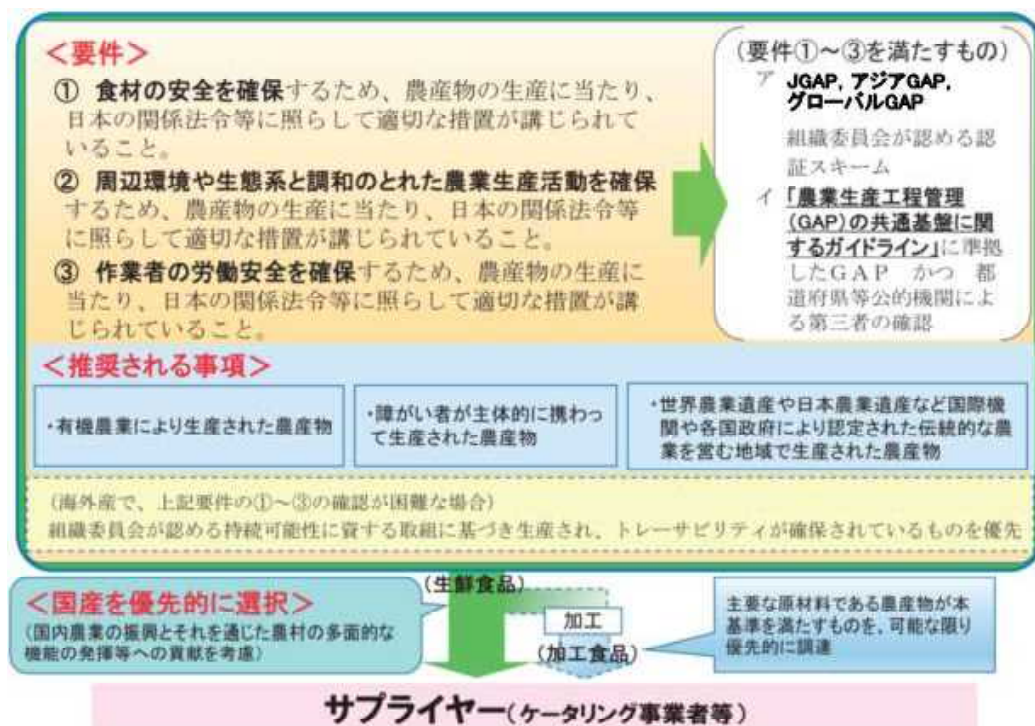 ＜要件＞
① 食材の安全を確保するため、農産物の生産に当たり、
日本の関係法令等に照らして適切な措置が講じられて
いること。
② 周辺環境や生態系と調和のとれた農業生産活動を確保
するため、農産物の生産に当たり、日本の関係法令等
に照らして適切な措置が講じられていること。
③ 作業者の労働安全を確保するため、農産物の生産に
当たり、日本の関係法令等に照らして適切な措置が講
じられていること。
（要件①～③を満たすもの）
ア JGAP, アジアGAP,
グローバルGAP
組織委員会が認める認
証スキーム
イ 「農業生産工程管理
（GAP）の共通基盤に関
するガイドライン」に準拠
したＧＡＰ かつ 都
道府県等公的機関によ
る第三者の確認
＜推奨される事項＞
・有機農業により生産された農産物
・障がい者が主体的に携わっ
て生産された農産物
・世界農業遺産や日本農業遺産など国際機
関や各国政府により認定された伝統的な農
業を営む地域で生産された農産物
（海外産で、上記要件の①～③の確認が困難な場合）
組織委員会が認める持続可能性に資する取組に基づき生産され、トレーサビリティが確保されているものを優先
＜国産を優先的に選択＞
（国内農業の振興とそれを通じた農村の多面的な
機能の発揮等への貢献を考慮）
（生鮮食品）
加工
（加工食品）
主要な原材料である農産物が本
基準を満たすものを、可能な限り
優先的に調達
サプライヤー（ケータリング事業者等）